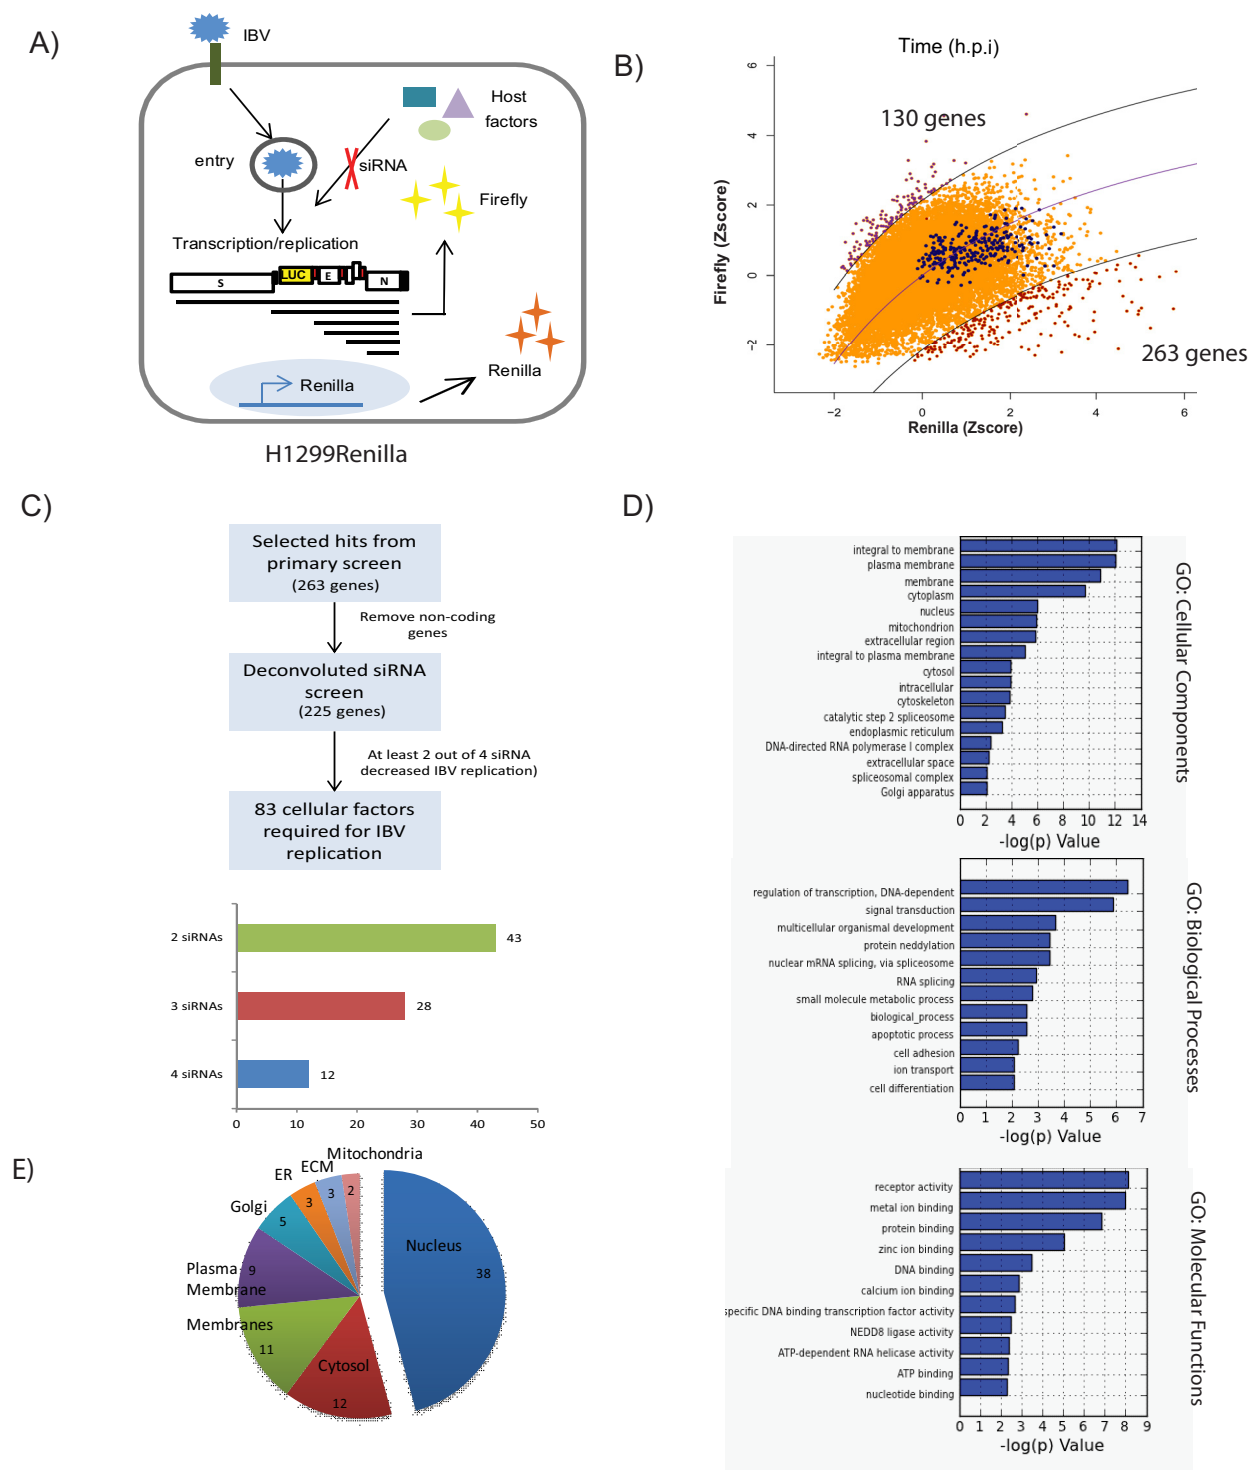 A)
IBV
Host
factors
entry
siRNA
Firefly
Transcription/replication
S
LUC
E
N
Renilla
Renilla
H1299Renilla
B)
Time (h.p.i)
130 genes
263 genes
Firefly (Zscore)
6
4
2
0
−2
−2
0
2
4
6
Renilla (Zscore)
C)
Selected hits from
primary screen
(263 genes)
Remove non-coding
genes
Deconvoluted siRNA
screen
(225 genes)
At least 2 out of 4 siRNA
decreased IBV replication)
83 cellular factors
required for IBV
replication
2 siRNAs
43
3 siRNAs
28
4 siRNAs
12
0 10 20 30 40 50
D)
integral to membrane
plasma membrane
membrane
cytoplasm
nucleus
mitochondrion
extracellular region
integral to plasma membrane
cytosol
intracellular
cytoskeleton
catalytic step 2 spliceosome
endoplasmic reticulum
DNA-directed RNA polymerase I complex
extracellular space
spliceosomal complex
Golgi apparatus
0 2 4 6 8 10 12 14
-log(p) Value
GO: Cellular Components
regulation of transcription, DNA-dependent
signal transduction
multicellular organismal development
protein neddylation
nuclear mRNA splicing, via spliceosome
RNA splicing
small molecule metabolic process
biological_process
apoptotic process
cell adhesion
ion transport
cell differentiation
0 1 2 3 4 5 6 7
-log(p) Value
GO: Biological Processes
receptor activity
metal ion binding
protein binding
zinc ion binding
DNA binding
calcium ion binding
specific DNA binding transcription factor activity
NEDD8 ligase activity
ATP-dependent RNA helicase activity
ATP binding
nucleotide binding
0 1 2 3 4 5 6 7 8 9
-log(p) Value
GO: Molecular Functions
E)
Mitochondria
2
ECM
3
ER
3
Golgi
5
Plasma
Membrane
9
Membranes
11
Cytosol
12
Nucleus
38